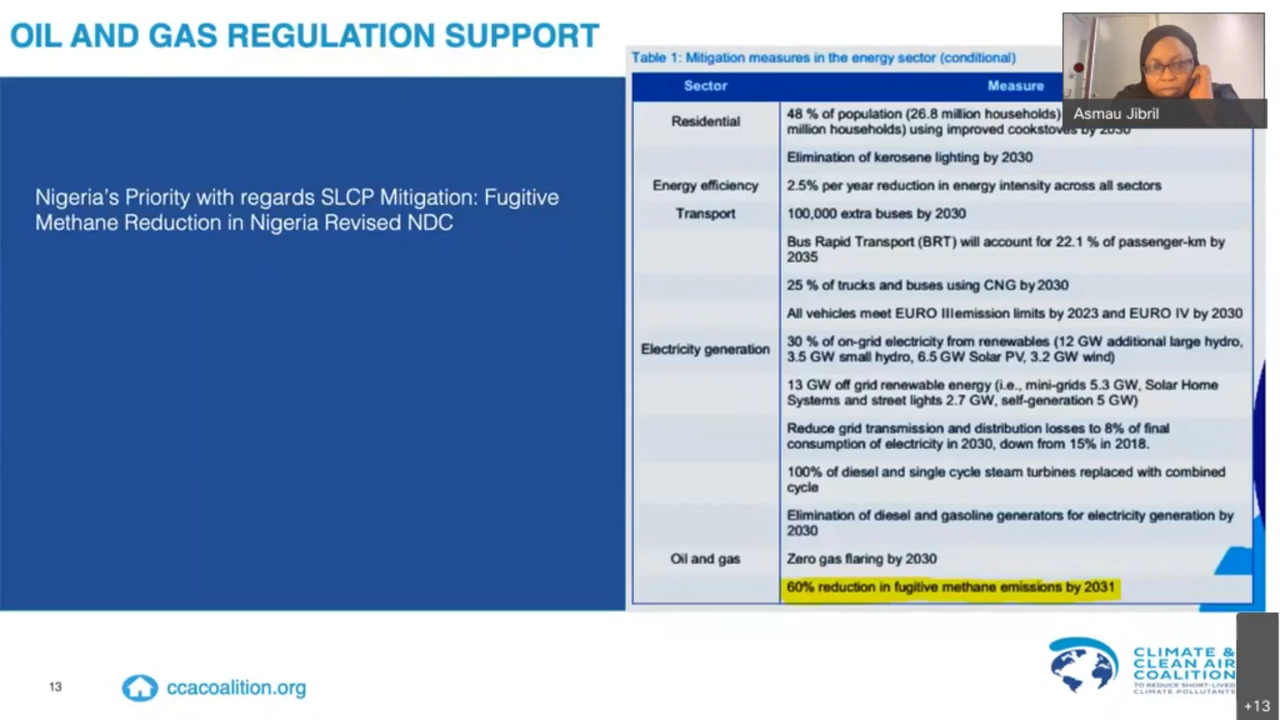 OIL AND GAS REGULATION SUPPORT
Nigeria's Priority with regards SLCP Mitigation: Fugitive
Methane Reduction in Nigeria Revised NDC
Table 1: Mitigation measures in the energy sector (conditional)
Sector
Measure
Residential
48 % of population (26.8 million households)
million households) using improved cookstoves by 2030
Elimination of kerosene lighting by 2030
Energy efficiency
2.5% per year reduction in energy intensity across all sectors
Transport
100,000 extra buses by 2030
Bus Rapid Transport (BRT) will account for 22.1 % of passenger-km by
2035
25 % of trucks and buses using CNG by 2030
All vehicles meet EURO III emission limits by 2023 and EURO IV by 2030
Electricity generation
30 % of on-grid electricity from renewables (12 GW additional large hydro,
3.5 GW small hydro, 6.5 GW Solar PV, 3.2 GW wind)
13 GW off grid renewable energy (i.e., mini-grids 5.3 GW, Solar Home
Systems and street lights 2.7 GW, self-generation 5 GW)
Reduce grid transmission and distribution losses to 8% of final
consumption of electricity in 2030, down from 15% in 2018.
100% of diesel and single cycle steam turbines replaced with combined
cycle
Elimination of diesel and gasoline generators for electricity generation by
2030
Oil and gas
Zero gas flaring by 2030
60% reduction in fugitive methane emissions by 2031
Asmau Jibril
13
ccacoalition.org
CLIMATE &
CLEAN AIR
COALITION
TO REDUCE SHORT-LIVED
CLIMATE POLLUTANTS
+13